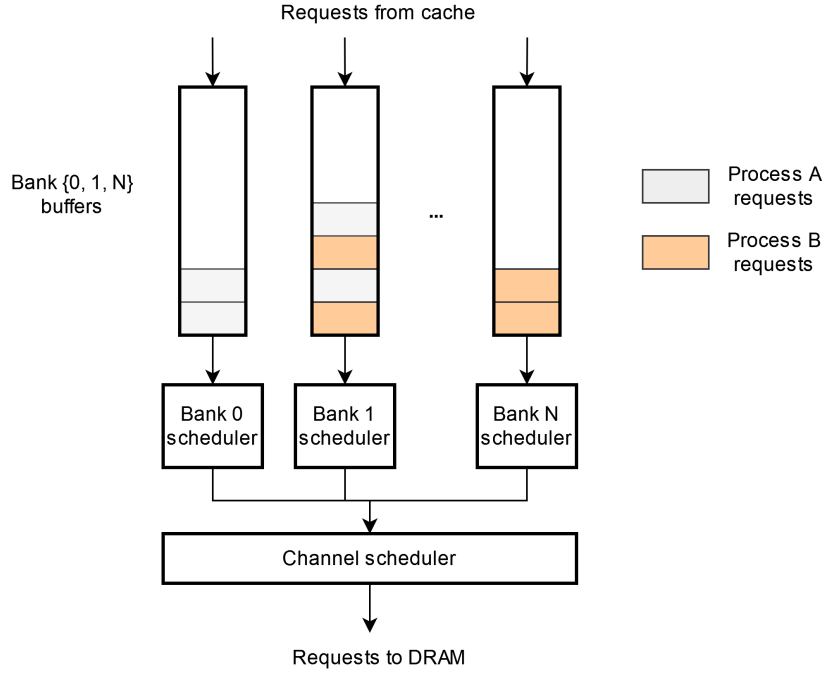 Requests from cache
Bank {0, 1, N}
buffers
...
Process A
requests
Process B
requests
Bank 0
scheduler
Bank 1
scheduler
Bank N
scheduler
Channel scheduler
Requests to DRAM